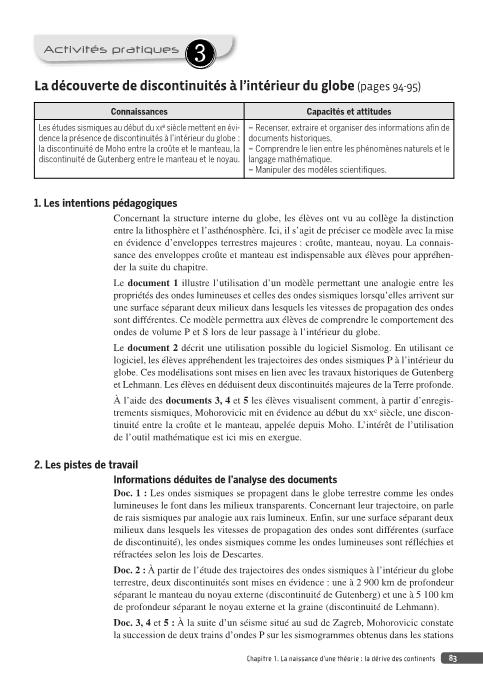 Activités pratiques 3
La découverte de discontinuités à l'intérieur du globe (pages 94-95)
Connaissances
Les études sismiques au début du XXe siècle mettent en évi-
dence la présence de discontinuités à l'intérieur du globe :
la discontinuité de Moho entre la croûte et le manteau, la
discontinuité de Gutenberg entre le manteau et le noyau.
Capacités et attitudes
– Recenser, extraire et organiser des informations afin de
documents historiques,
– Comprendre le lien entre les phénomènes naturels et le
langage mathématique.
– Manipuler des modèles scientifiques.
1. Les intentions pédagogiques
Concernant la structure interne du globe, les élèves ont vu au collège la distinction
entre la lithosphère et l'asthénosphère. Ici, il s'agit de préciser ce modèle avec la mise
en évidence d'enveloppes terrestres majeures : croûte, manteau, noyau. La connais-
sance des enveloppes croûte et manteau est indispensable aux élèves pour appréhen-
der la suite du chapitre.
Le document 1 illustre l'utilisation d'un modèle permettant une analogie entre les
propriétés des ondes lumineuses et celles des ondes sismiques lorsqu'elles arrivent sur
une surface séparant deux milieux dans lesquels les vitesses de propagation des ondes
sont différentes. Ce modèle permettra aux élèves de comprendre le comportement des
ondes de volume P et S lors de leur passage à l'intérieur du globe.
Le document 2 décrit une utilisation possible du logiciel Sismolog. En utilisant ce
logiciel, les élèves appréhendent les trajectoires des ondes sismiques P à l'intérieur du
globe. Ces modélisations sont mises en lien avec les travaux historiques de Gutenberg
et Lehmann. Les élèves en déduisent deux discontinuités majeures de la Terre profonde.
À l'aide des documents 3, 4 et 5 les élèves visualisent comment, à partir d'enregis-
trements sismiques, Mohorovicic mit en évidence au début du XXe siècle, une discon-
tinuité entre la croûte et le manteau, appelée depuis Moho. L'intérêt de l'utilisation
de l'outil mathématique est ici mis en exergue.
2. Les pistes de travail
Informations déduites de l'analyse des documents
Doc. 1 : Les ondes sismiques se propagent dans le globe terrestre comme les ondes
lumineuses le font dans les milieux transparents. Concernant leur trajectoire, on parle
de rais sismiques par analogie aux rais lumineux. Enfin, sur une surface séparant deux
milieux dans lesquels les vitesses de propagation des ondes sont différentes (surface
de discontinuité), les ondes sismiques comme les ondes lumineuses sont réfléchies et
réfractées selon les lois de Descartes.
Doc. 2 : À partir de l'étude des trajectoires des ondes sismiques à l'intérieur du globe
terrestre, deux discontinuités sont mises en évidence : une à 2 900 km de profondeur
séparant le manteau du noyau externe (discontinuité de Gutenberg) et une à 5 100 km
de profondeur séparant le noyau externe et la graine (discontinuité de Lehmann).
Doc. 3, 4 et 5 : À la suite d'un séisme situé au sud de Zagreb, Mohorovicic constate
la succession de deux trains d'ondes P sur les sismogrammes obtenus dans les stations
Chapitre 1. La naissance d'une théorie : la dérive des continents 83